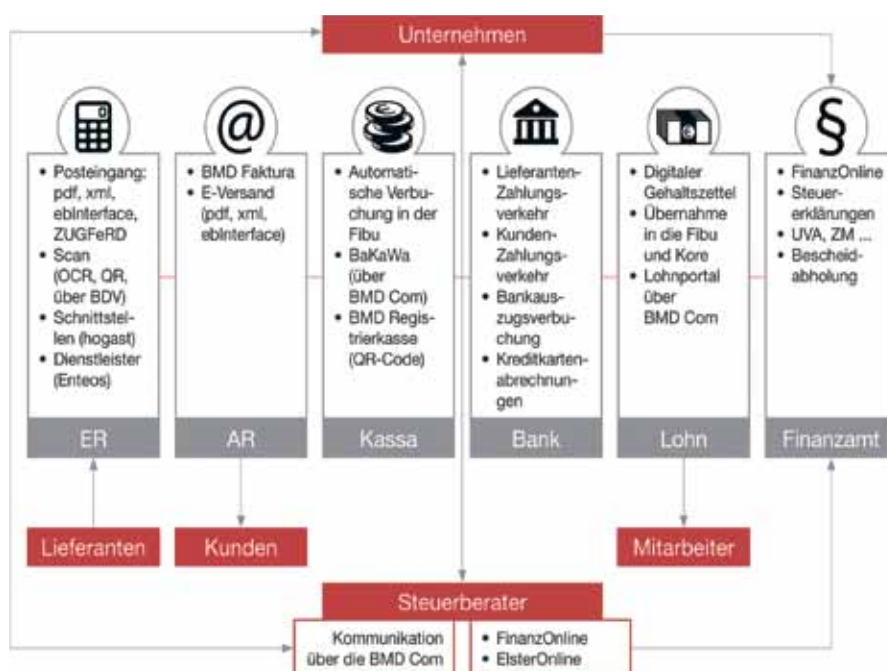 Unternehmen
@
§
• Posteingang:
pdf, xml,
ebInterface,
ZUGFeRD
• Scan
(OCR, QR,
über BDV)
• Schnittstel-
len (hogast)
• Dienstleister
(Enteos)
ER
• BMD Faktura
• E-Versand
(pdf, xml,
ebInterface)
AR
• Automati-
sche Verbu-
chung in der
Fibu
• BaKaWa
(über
BMD Com)
• BMD Regis-
trierkasse
(QR-Code)
Kassa
• Lieferanten-
Zahlungs-
verkehr
• Kunden-
Zahlungs-
verkehr
• Bankaus-
zugsverbu-
chung
• Kreditkarten-
abrechnun-
gen
Bank
• Digitaler
Gehaltszettel
• Übernahme
in die Fibu
und Kore
• Lohnportal
über
BMD Com
Lohn
• FinanzOnline
• Steuer-
erklärungen
• UVA, ZM ...
• Bescheid-
abholung
Finanzamt
Lieferanten
Kunden
Mitarbeiter
Steuerberater
Kommunikation
über die BMD Com
• FinanzOnline
• ElsterOnline